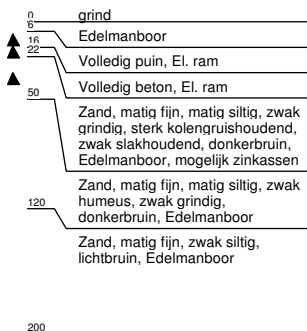 0 grind
6 Edelmanboor
16 Volledig puin, El. ram
22 Volledig beton, El. ram
50 Zand, matig fijn, matig siltig, zwak
grindig, sterk kolengruishoudend,
zwak slakhoudend, donkerbruin,
Edelmanboor, mogelijk zinkassen
Zand, matig fijn, matig siltig, zwak
humeus, zwak grindig,
120 donkerbruin, Edelmanboor
Zand, matig fijn, zwak siltig,
lichtbruin, Edelmanboor
200